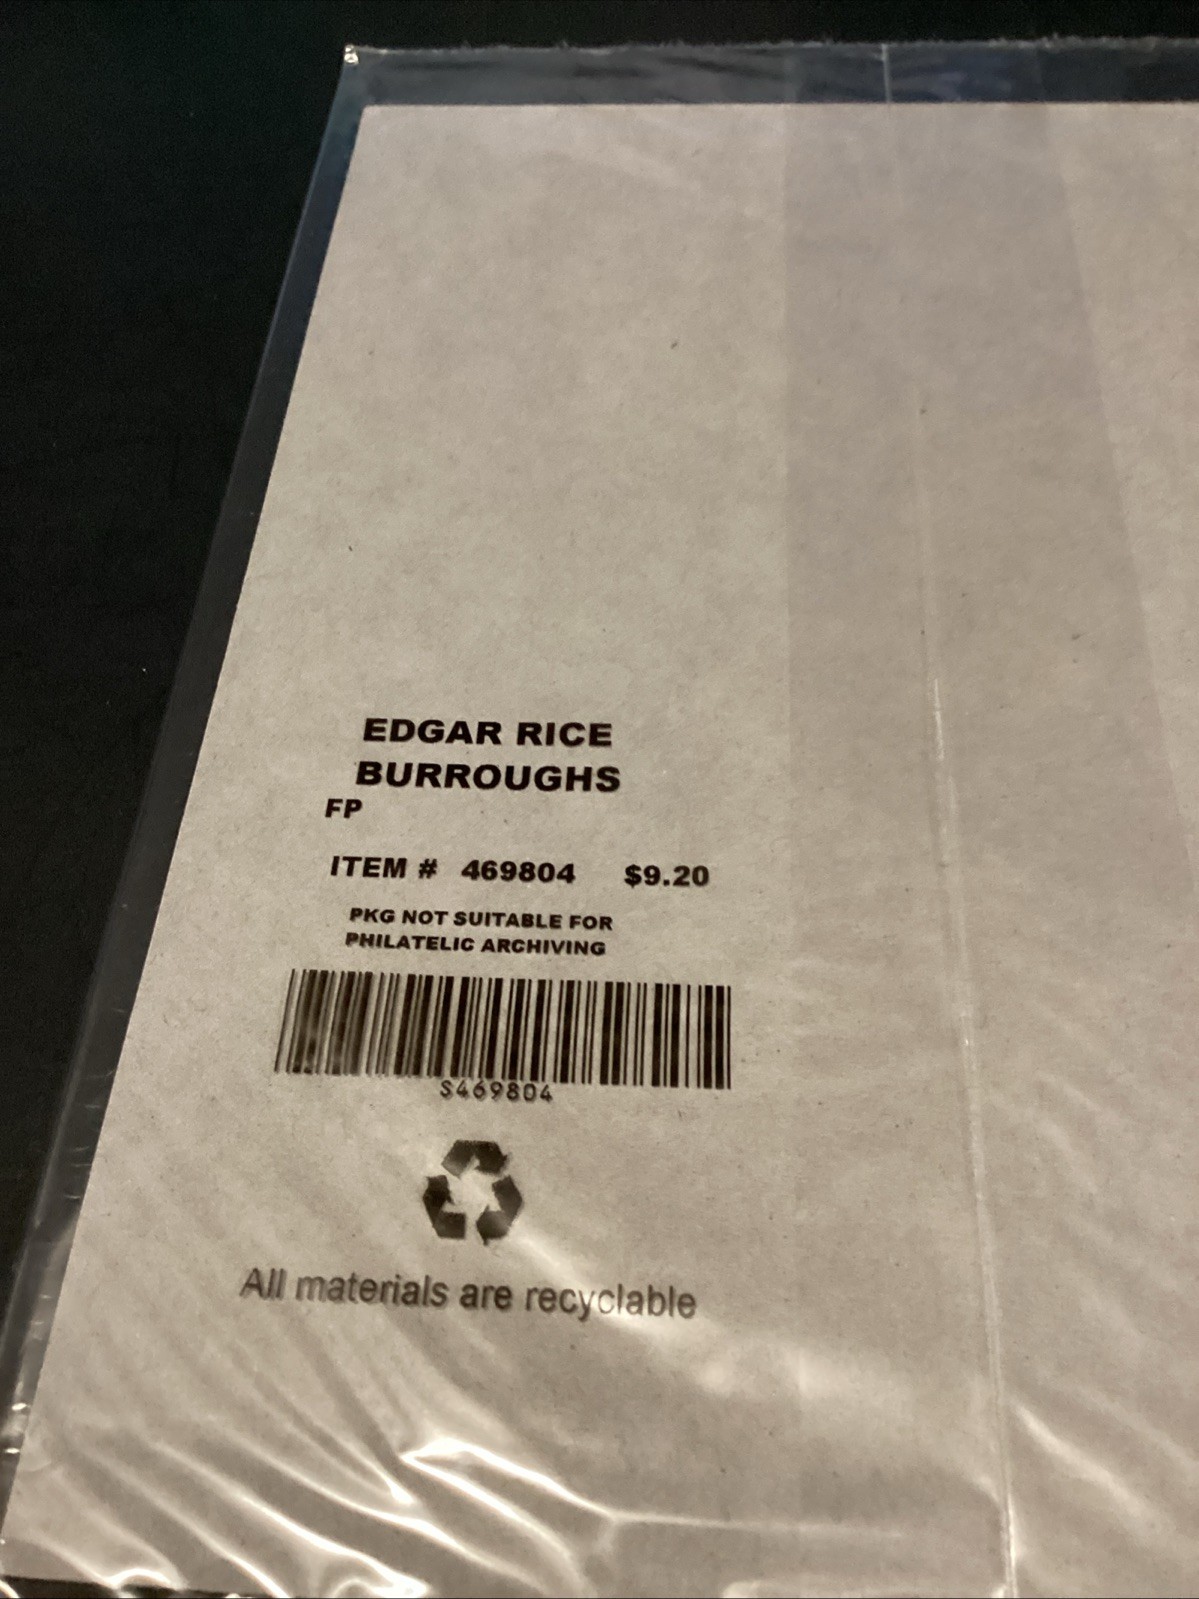 EDGAR RICE
BURROUGHS
FP
ITEM # 469804 $9.20
PKG NOT SUITABLE FOR
PHILATELIC ARCHIVING
S469804
All materials are recyclable